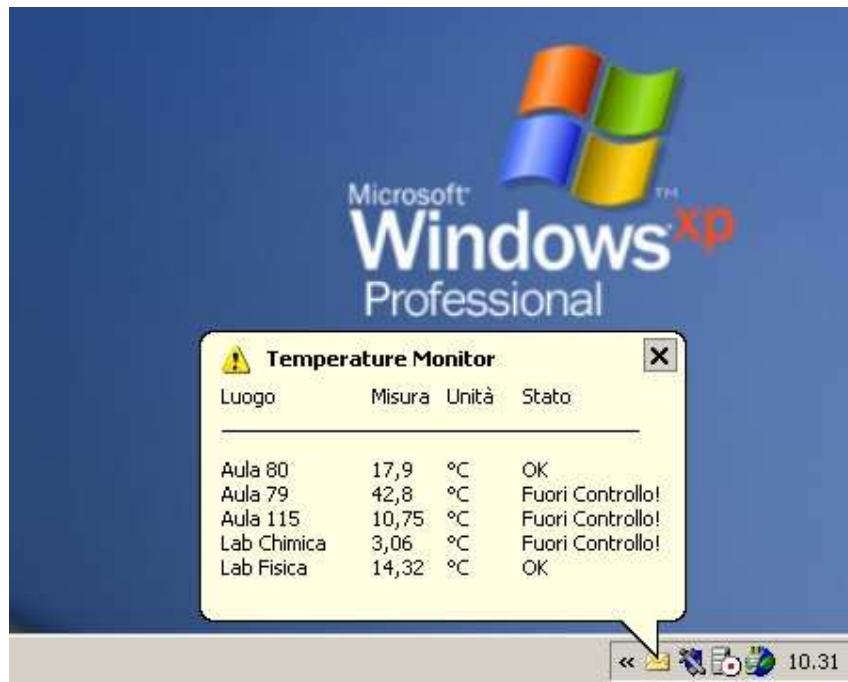 Microsoft
Windows xp
TM
Professional
Temperature Monitor
Luogo Misura Unità Stato
Aula 80 17,9 °C OK
Aula 79 42,8 °C Fuori Controllo!
Aula 115 10,75 °C Fuori Controllo!
Lab Chimica 3,06 °C Fuori Controllo!
Lab Fisica 14,32 °C OK
« 10.31